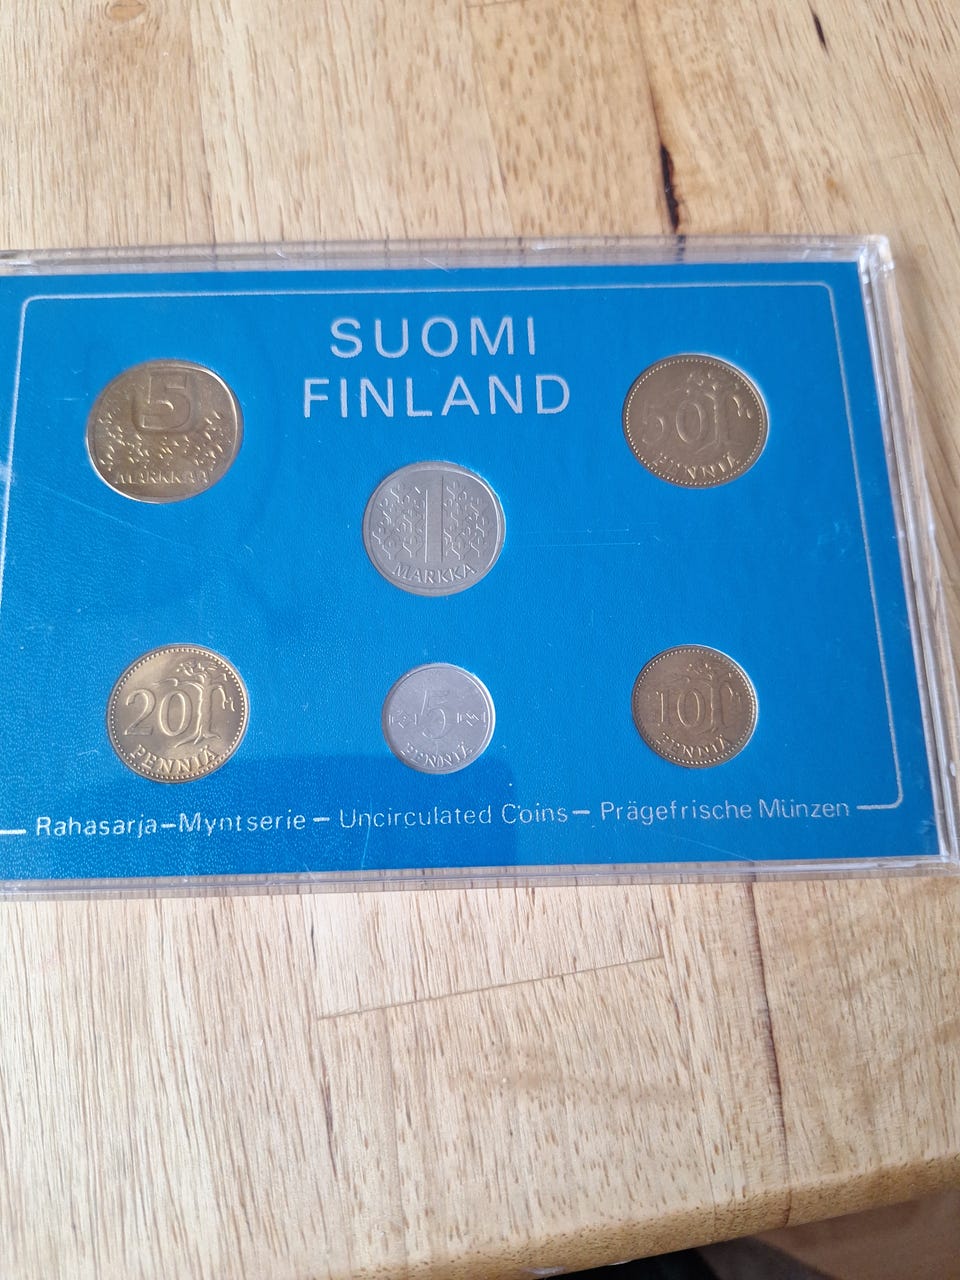 SUOMI
FINLAND
5
MARKKAA
50
PENNIÄ
1
MARKKA
20
PENNIÄ
5
PENNIÄ
10
PENNIÄ
Rahasarja—Myntserie — Uncirculated Coins — Prägefrische Münzen